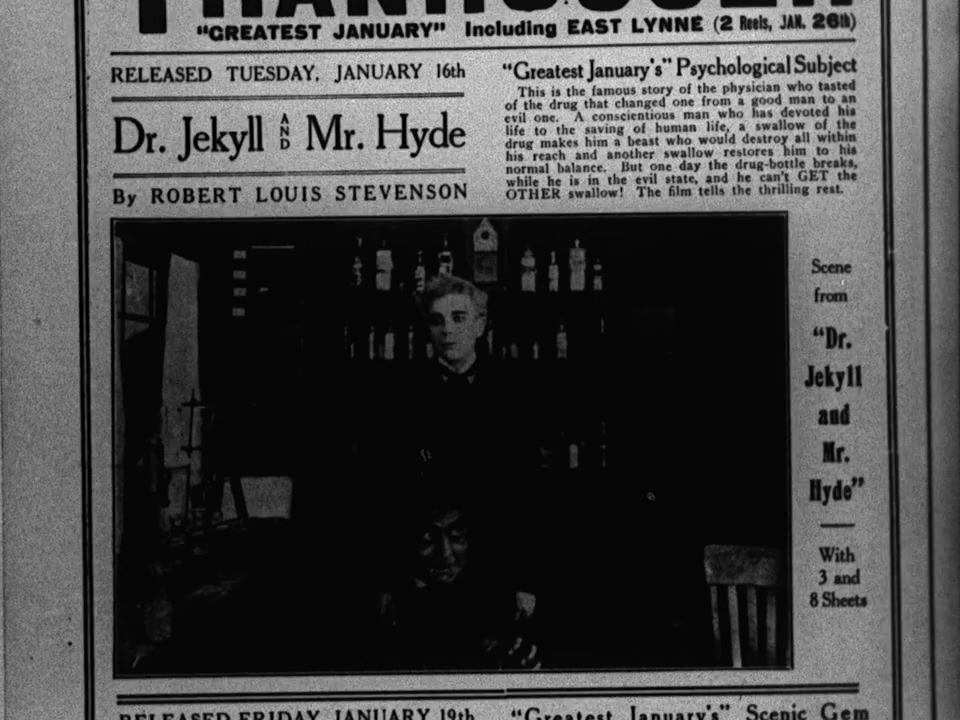 THANHOUSER
"GREATEST JANUARY" Including EAST LYNNE (2 Reels, JAN. 26th)
RELEASED TUESDAY, JANUARY 16th
Dr. Jekyll AND Mr. Hyde
By ROBERT LOUIS STEVENSON
"Greatest January's" Psychological Subject
This is the famous story of the physician who tasted
of the drug that changed one from a good man to an
evil one. A conscientious man who has devoted his
life to the saving of human life, a swallow of the
drug makes him a beast who would destroy all within
his reach and another swallow restores him to his
normal balance. But one day the drug-bottle breaks,
while he is in the evil state, and he can't GET the
OTHER swallow! The film tells the thrilling rest.
Scene
from
"Dr.
Jekyll
and
Mr.
Hyde"
With
3 and
8 Sheets
RELEASED FRIDAY, JANUARY 19th
"Greatest January's" Scenic Gem